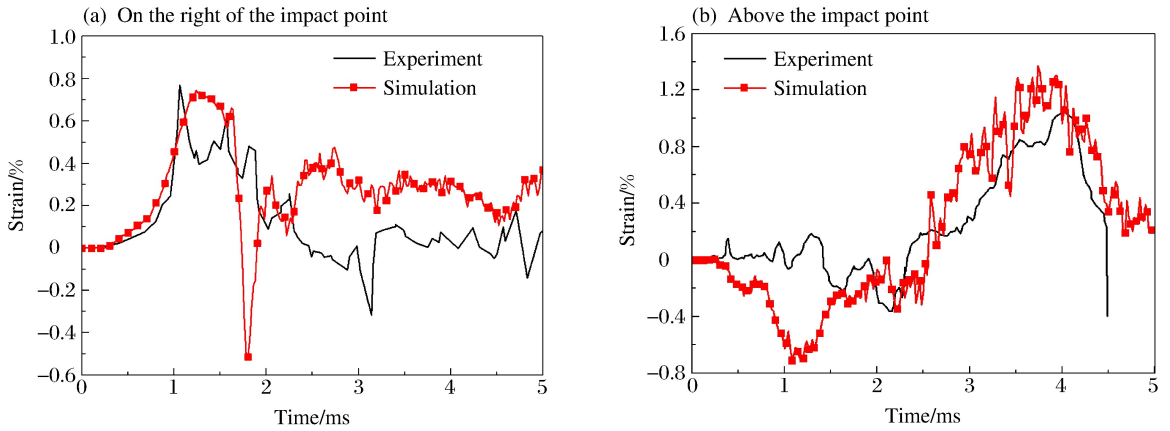 (a) On the right of the impact point
1.0
0.8
0.6
0.4
0.2
0
−0.2
−0.4
−0.6
Strain/%
Experiment
Simulation
0 1 2 3 4 5
Time/ms
(b) Above the impact point
1.6
1.2
0.8
0.4
0
−0.4
−0.8
Strain/%
Experiment
Simulation
0 1 2 3 4 5
Time/ms